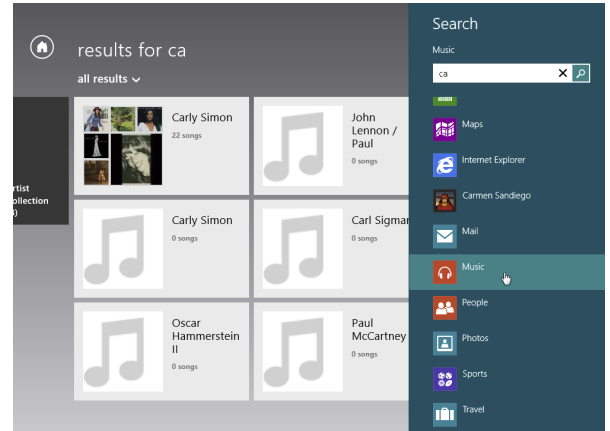 results for ca
all results
rtist
ollection
Carly Simon
22 songs
John
Lennon /
Paul
0 songs
Carly Simon
0 songs
Carl Sigmar
0 songs
Oscar
Hammerstein
II
0 songs
Paul
McCartney
0 songs
Search
Music
ca
Maps
Internet Explorer
Carmen Sandiego
Mail
Music
People
Photos
Sports
Travel